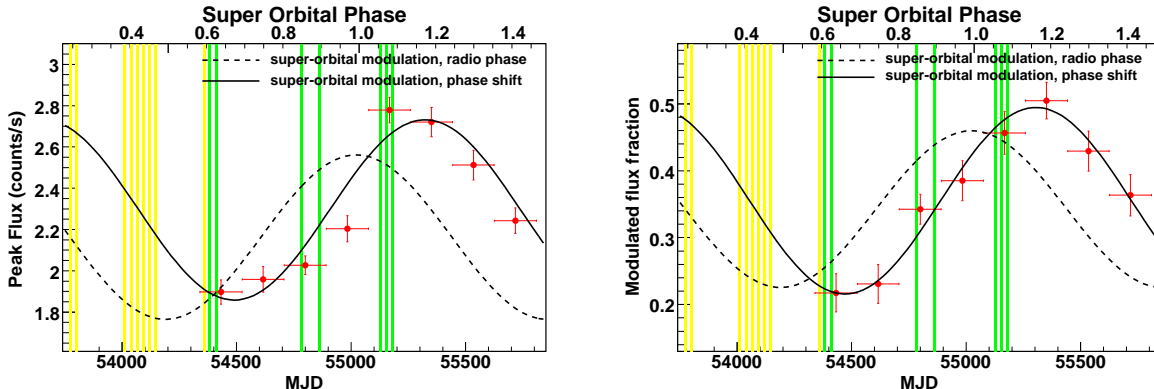 Super Orbital Phase
0.4 0.6 0.8 1.0 1.2 1.4
super-orbital modulation, radio phase
super-orbital modulation, phase shift
Peak Flux (counts/s)
3
2.8
2.6
2.4
2.2
2
1.8
54000 54500 55000 55500
MJD
Super Orbital Phase
0.4 0.6 0.8 1.0 1.2 1.4
super-orbital modulation, radio phase
super-orbital modulation, phase shift
Modulated flux fraction
0.5
0.4
0.3
0.2
54000 54500 55000 55500
MJD